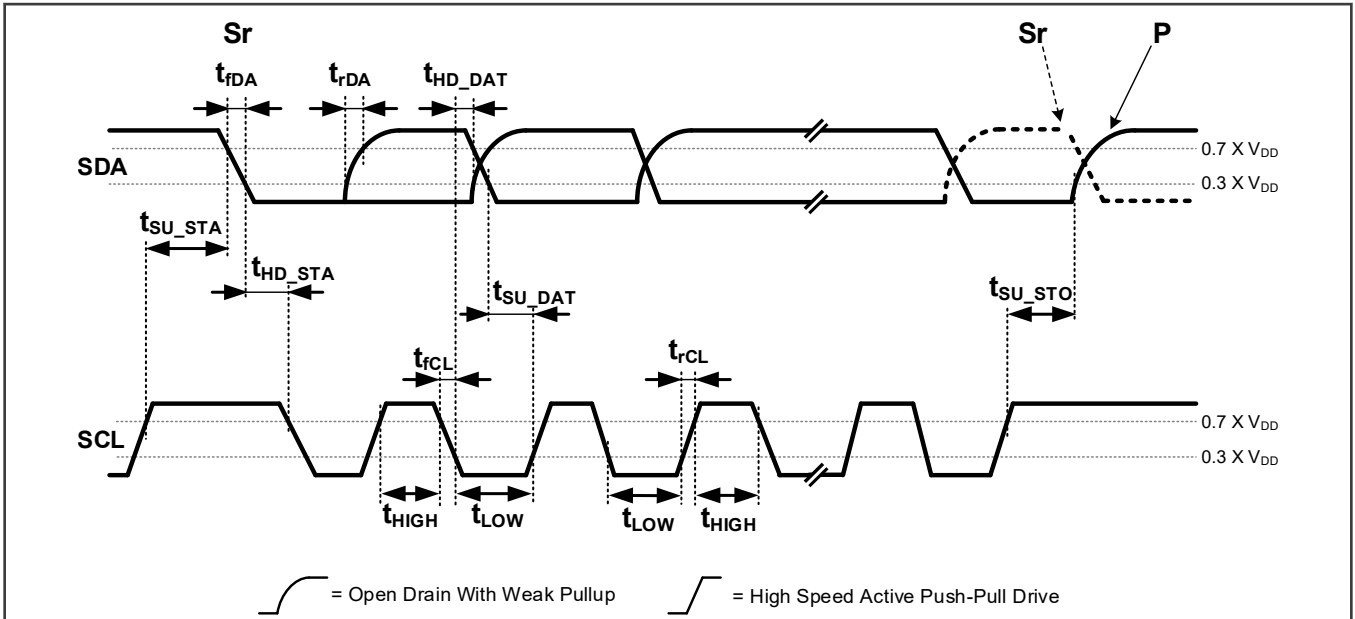 Sr
Sr
P
tfDA
trDA
tHD_DAT
SDA
0.7 X VDD
0.3 X VDD
tSU_STA
tHD_STA
tSU_DAT
tSU_STO
tfCL
trCL
SCL
0.7 X VDD
0.3 X VDD
tHIGH
tLOW
tLOW
tHIGH
= Open Drain With Weak Pullup
= High Speed Active Push-Pull Drive